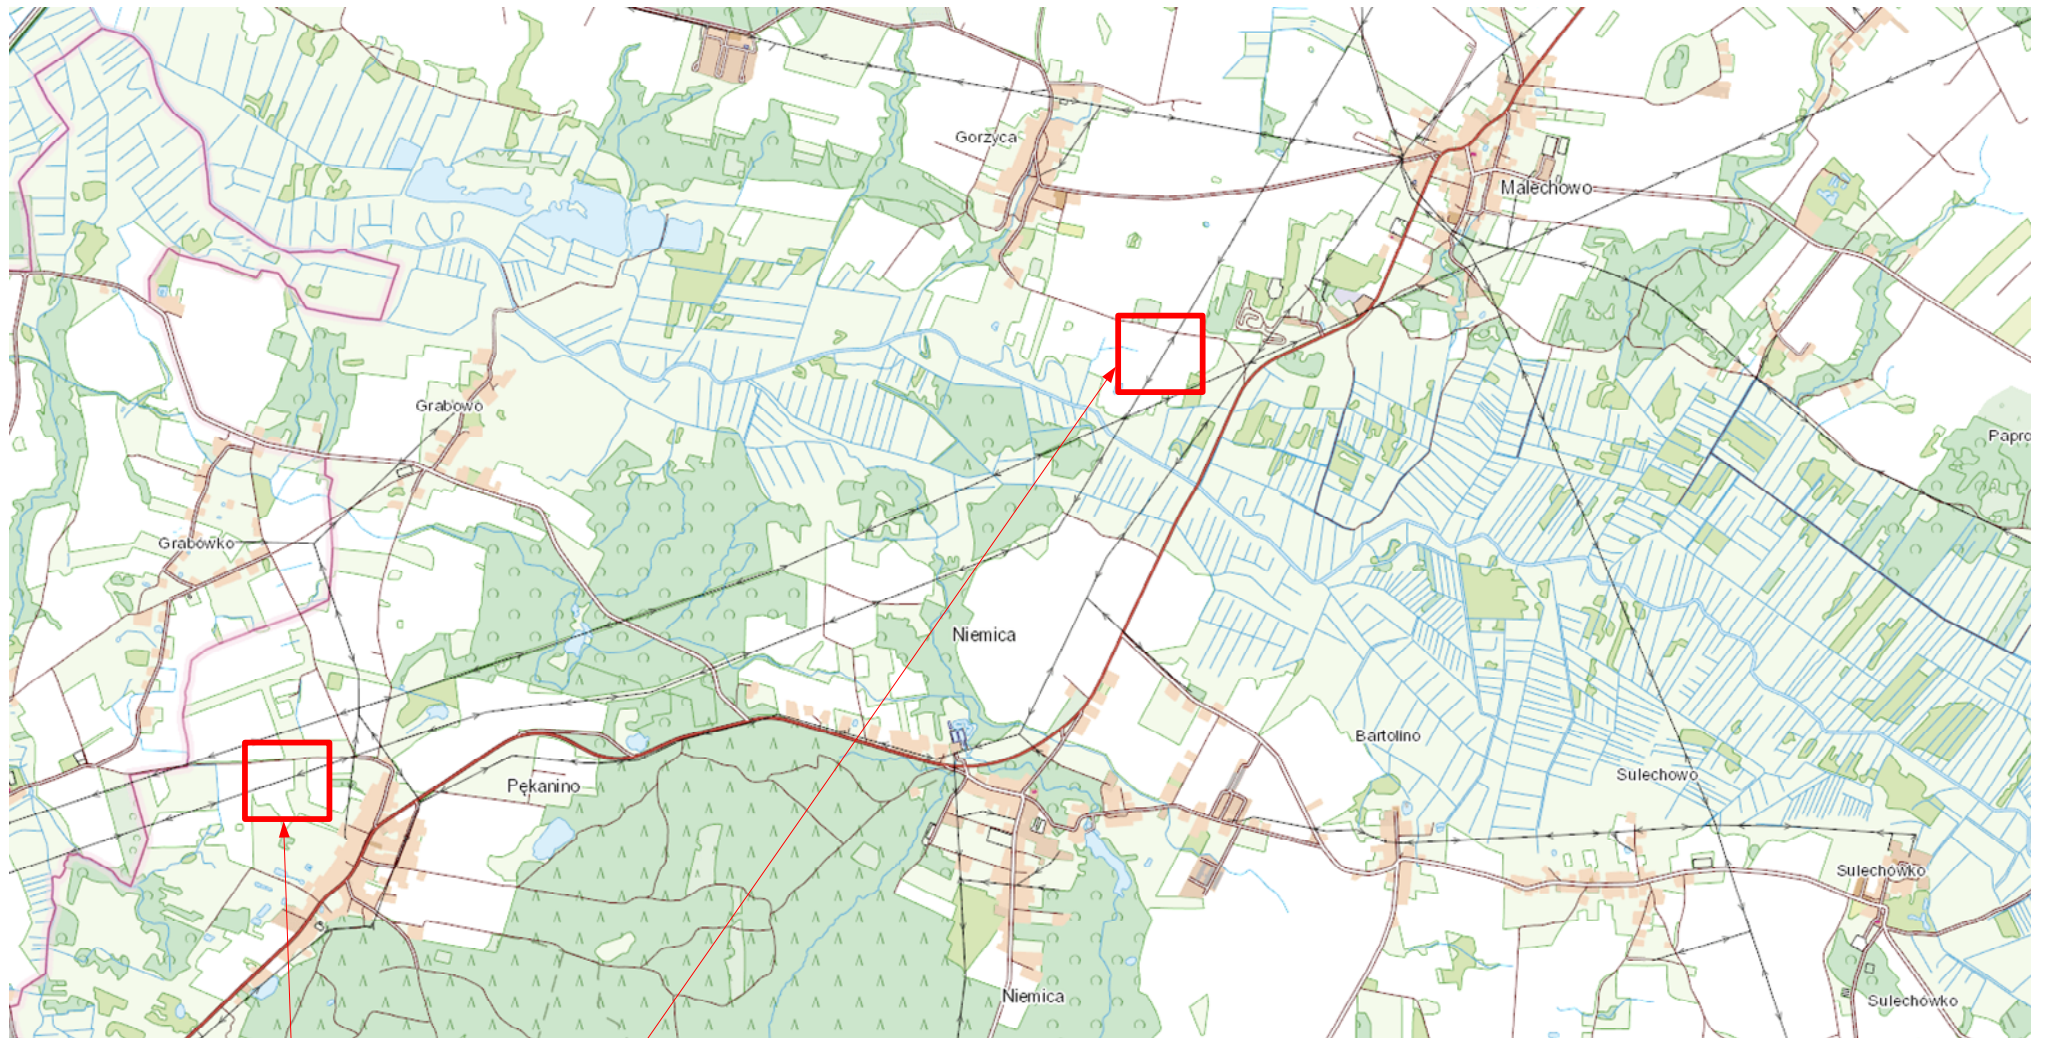 Gorzyca
Malechowo
Grabowo
Papro
Grabówko
Niemica
Bartolino
Sulechowo
Pękanino
Sulechówko
Niemica
Sulechówko